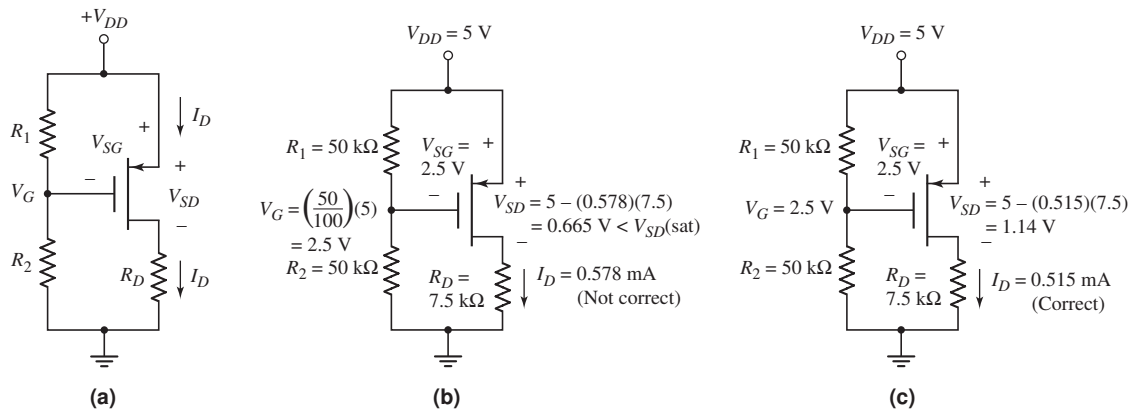 +V_DD
R_1
V_SG
+
I_D
V_G
−
+
V_SD
−
R_2
R_D
I_D
(a)
V_DD = 5 V
R_1 = 50 kΩ
V_SG =
2.5 V
+
−
+
V_G = (50/100)(5)
= 2.5 V
V_SD = 5 – (0.578)(7.5)
= 0.665 V < V_SD(sat)
−
R_2 = 50 kΩ
R_D =
7.5 kΩ
I_D = 0.578 mA
(Not correct)
(b)
V_DD = 5 V
R_1 = 50 kΩ
V_SG =
2.5 V
+
−
+
V_G = 2.5 V
V_SD = 5 – (0.515)(7.5)
= 1.14 V
−
R_2 = 50 kΩ
R_D =
7.5 kΩ
I_D = 0.515 mA
(Correct)
(c)